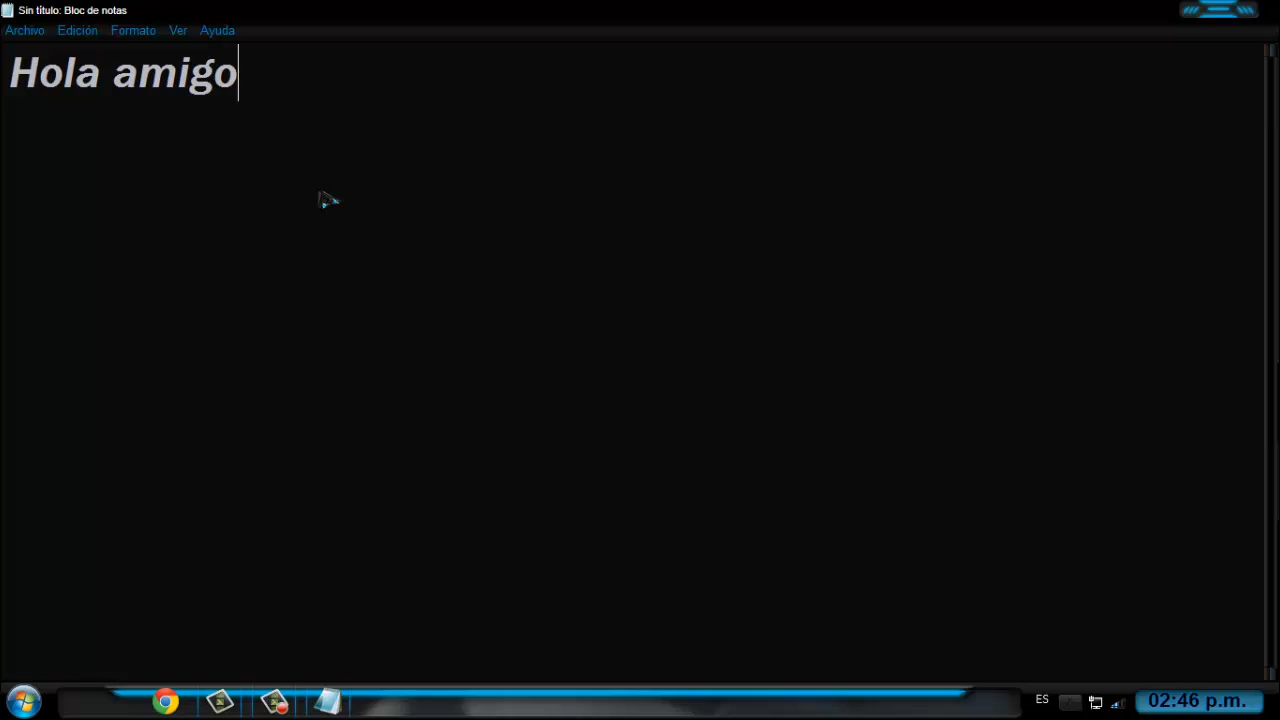 Sin título: Bloc de notas
Archivo Edición Formato Ver Ayuda
Hola amigo
ES 02:46 p.m.